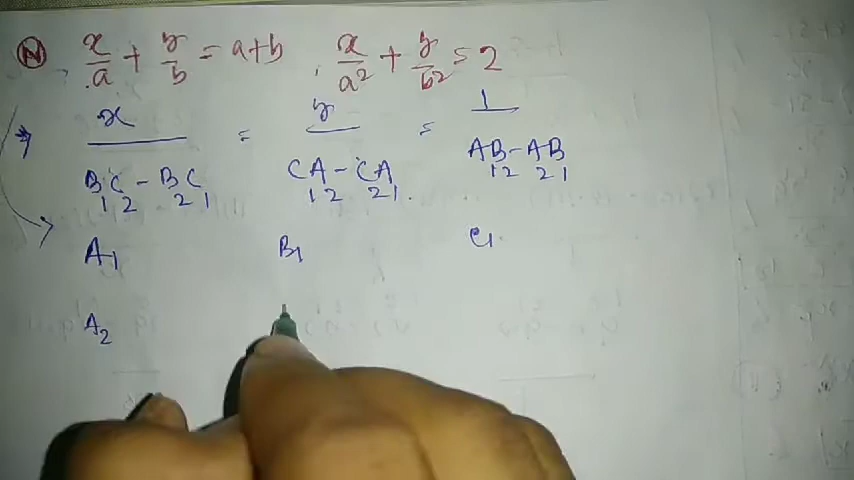 (N) x/a + y/b = a+b , x/a² + y/b² = 2
⇒ x/(B₁C₂ - B₂C₁) = y/(C₁A₂ - C₂A₁) = 1/(A₁B₂ - A₂B₁)
A₁ B₁ C₁
A₂